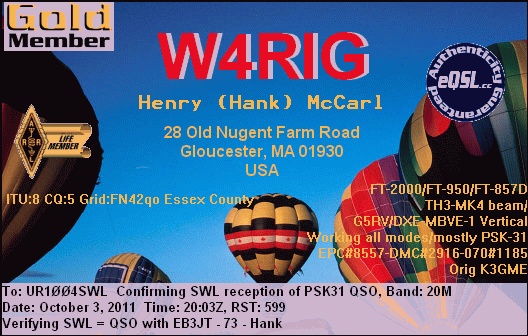 Gold
Member
W4RIG
Henry (Hank) McCarl
28 Old Nugent Farm Road
Gloucester, MA 01930
USA
Authenticity
Guaranteed
eQSL.cc
ARRL
LIFE
MEMBER
ITU:8 CQ:5 Grid:FN42qo Essex County
FT-2000/FT-950/FT-857D
TH3-MK4 beam/
G5RV/DXE-MBVE-1 Vertical
Working all modes/mostly PSK-31
EPC#8557-DMC#2916-070#1185
Orig K3GME
To: UR1ØØ4SWL Confirming SWL reception of PSK31 QSO, Band: 20M
Date: October 3, 2011 Time: 20:03Z, RST: 599
Verifying SWL = QSO with EB3JT - 73 - Hank